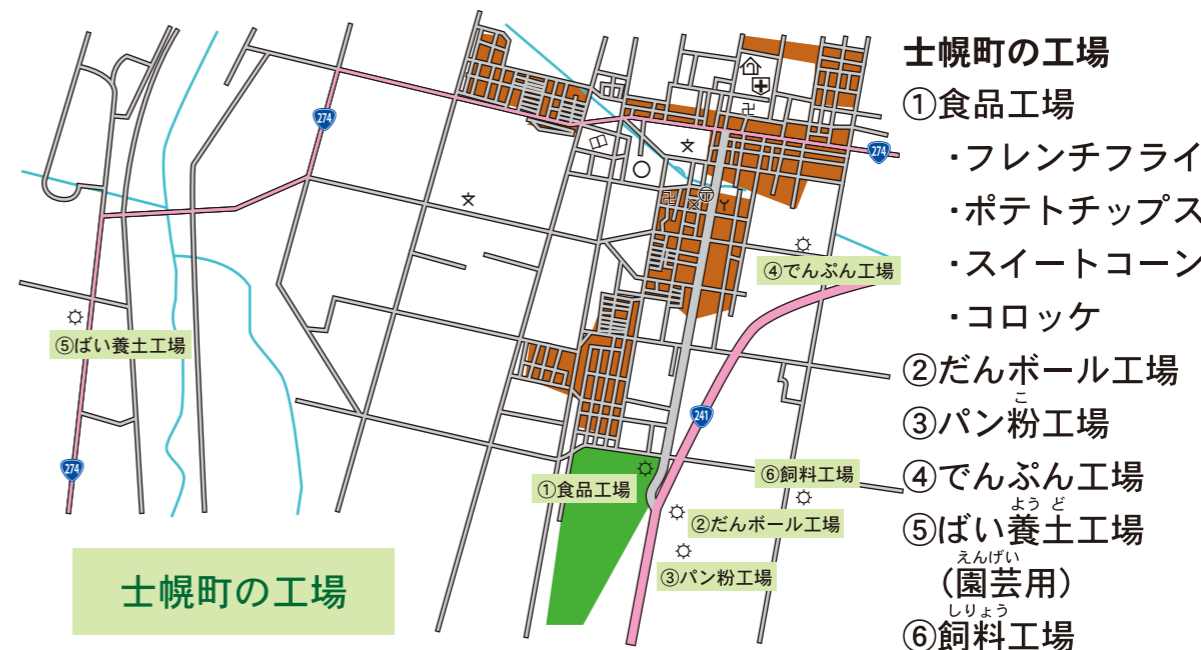 274
274
④でんぷん工場
⑤ばい養土工場
241
274
①食品工場
⑥飼料工場
②だんボール工場
③パン粉工場
士幌町の工場
士幌町の工場
①食品工場
・フレンチフライ
・ポテトチップス
・スイートコーン
・コロッケ
②だんボール工場
こ
③パン粉工場
④でんぷん工場
ようど
⑤ばい養土工場
えんげい
(園芸用)
しりょう
⑥飼料工場